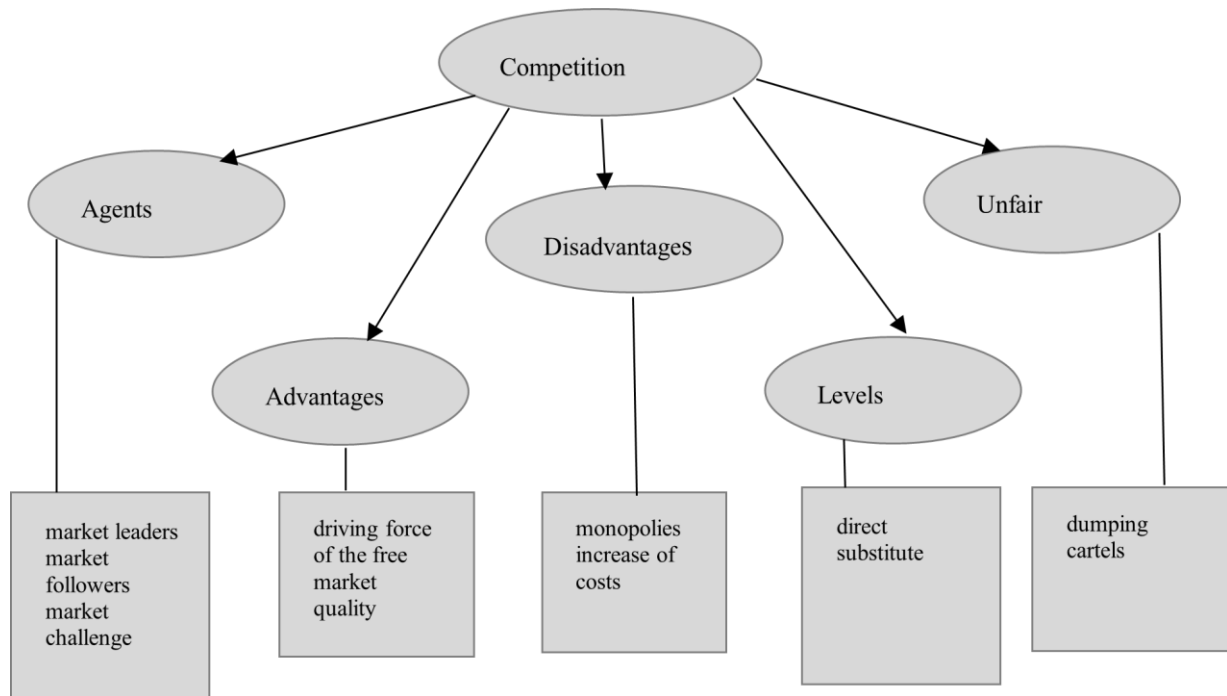 Competition
Agents
Unfair
Disadvantages
Advantages
Levels
market leaders
market
followers
market
challenge
driving force
of the free
market
quality
monopolies
increase of
costs
direct
substitute
dumping
cartels